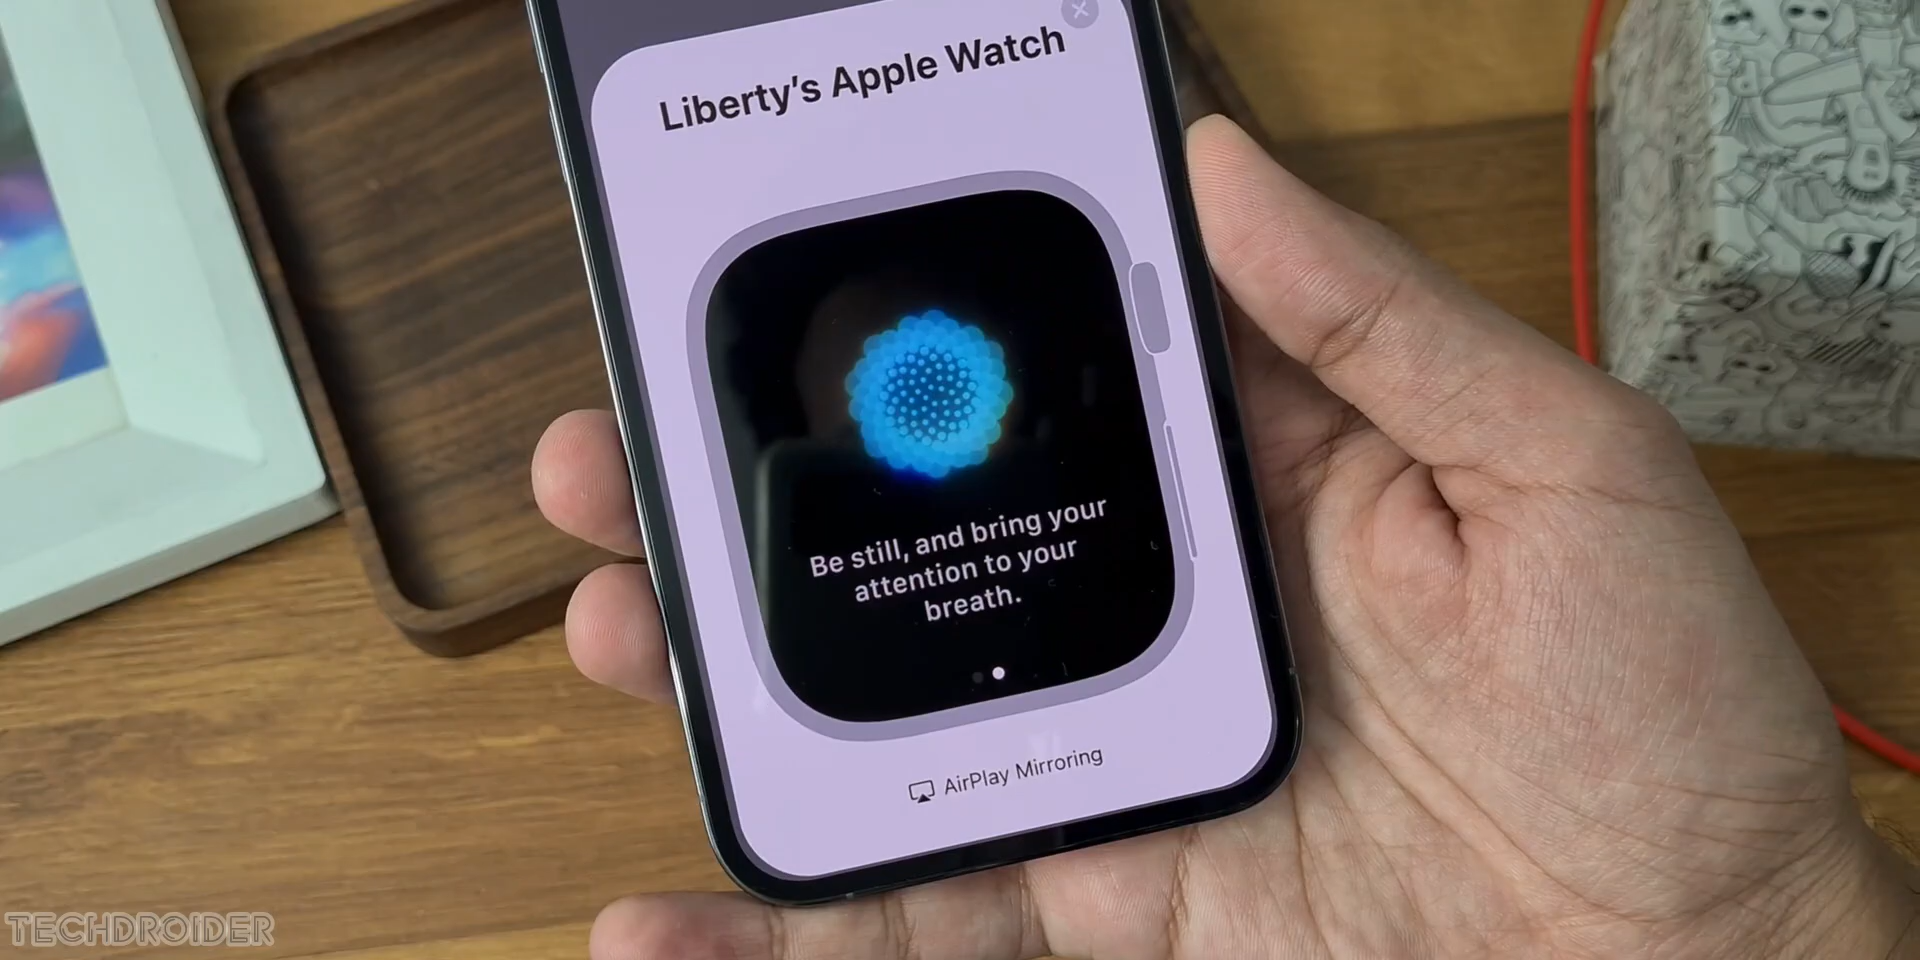 Liberty's Apple Watch
Be still, and bring your
attention to your
breath.
AirPlay Mirroring
TECHDROIDER